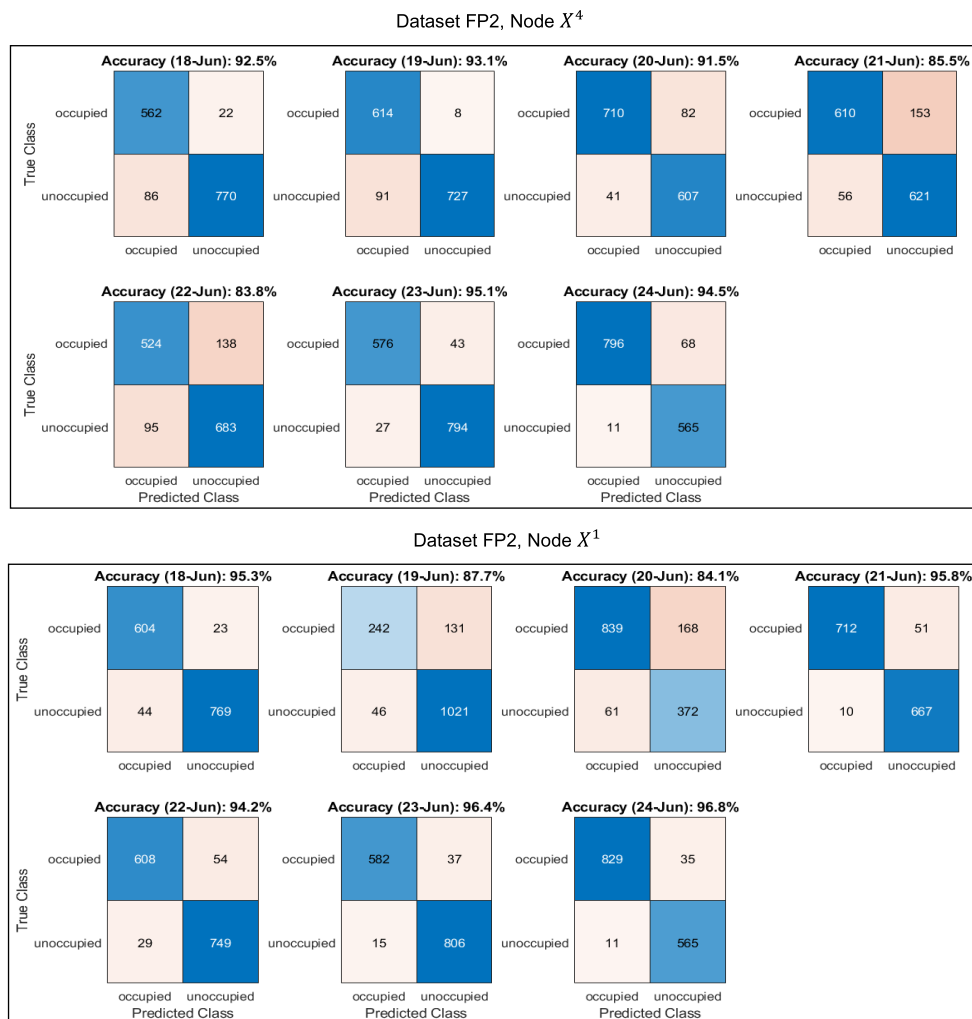 Dataset FP2, Node X⁴
Accuracy (18-Jun): 92.5% Accuracy (19-Jun): 93.1% Accuracy (20-Jun): 91.5% Accuracy (21-Jun): 85.5%
True Class
occupied 562 22 occupied 614 8 occupied 710 82 occupied 610 153
unoccupied 86 770 unoccupied 91 727 unoccupied 41 607 unoccupied 56 621
occupied unoccupied occupied unoccupied occupied unoccupied occupied unoccupied
Accuracy (22-Jun): 83.8% Accuracy (23-Jun): 95.1% Accuracy (24-Jun): 94.5%
True Class
occupied 524 138 occupied 576 43 occupied 796 68
unoccupied 95 683 unoccupied 27 794 unoccupied 11 565
occupied unoccupied occupied unoccupied occupied unoccupied
Predicted Class Predicted Class Predicted Class
Dataset FP2, Node X¹
Accuracy (18-Jun): 95.3% Accuracy (19-Jun): 87.7% Accuracy (20-Jun): 84.1% Accuracy (21-Jun): 95.8%
True Class
occupied 604 23 occupied 242 131 occupied 839 168 occupied 712 51
unoccupied 44 769 unoccupied 46 1021 unoccupied 61 372 unoccupied 10 667
occupied unoccupied occupied unoccupied occupied unoccupied occupied unoccupied
Accuracy (22-Jun): 94.2% Accuracy (23-Jun): 96.4% Accuracy (24-Jun): 96.8%
True Class
occupied 608 54 occupied 582 37 occupied 829 35
unoccupied 29 749 unoccupied 15 806 unoccupied 11 565
occupied unoccupied occupied unoccupied occupied unoccupied
Predicted Class Predicted Class Predicted Class